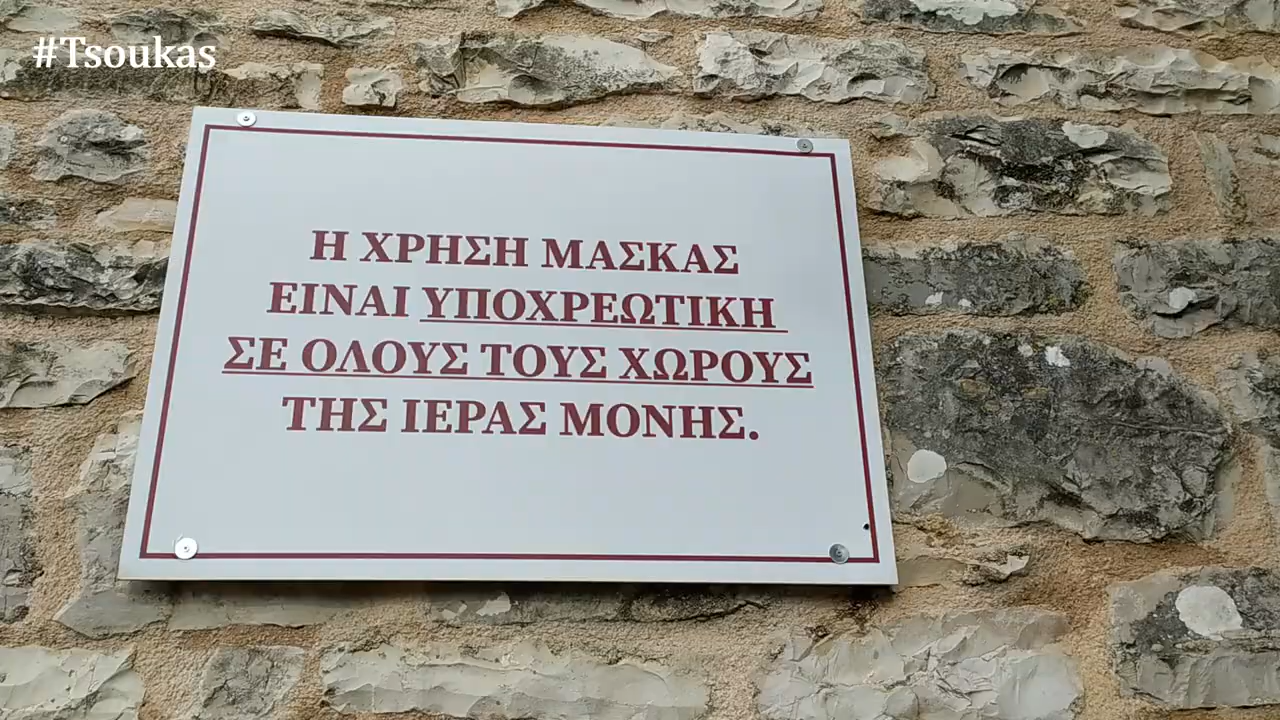 #Tsoukas
Η ΧΡΗΣΗ ΜΑΣΚΑΣ
ΕΙΝΑΙ ΥΠΟΧΡΕΩΤΙΚΗ
ΣΕ ΟΛΟΥΣ ΤΟΥΣ ΧΩΡΟΥΣ
ΤΗΣ ΙΕΡΑΣ ΜΟΝΗΣ.